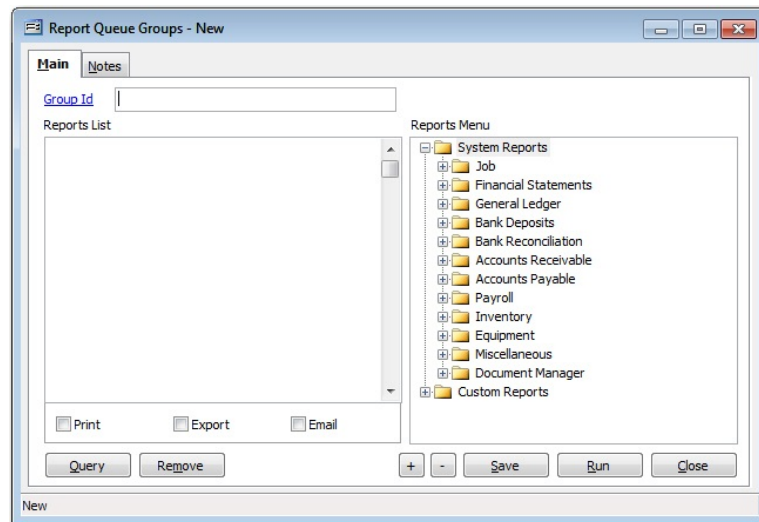 Report Queue Groups - New
Main Notes
Group Id
Reports List
Reports Menu
System Reports
Job
Financial Statements
General Ledger
Bank Deposits
Bank Reconciliation
Accounts Receivable
Accounts Payable
Payroll
Inventory
Equipment
Miscellaneous
Document Manager
Custom Reports
Print Export Email
Query Remove + - Save Run Close
New